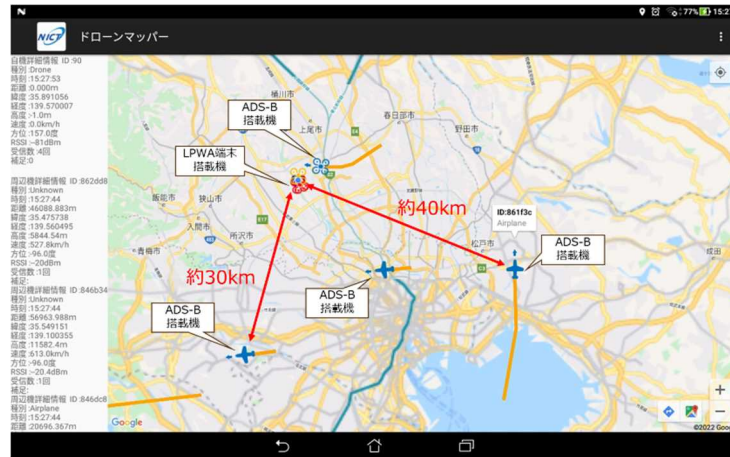 77% 15:27
NICT ドローンマッパー
自機詳細情報 ID:90
種別:Drone
時刻:15:27:53
距離:0.000m
緯度:35.891056
経度:139.570007
高度:-1.0m
速度:0.0km/h
方位:157.0度
RSSI:-81dBm
受信数:4回
補足:0
周辺機詳細情報 ID:862dd8
種別:Unknown
時刻:15:27:44
距離:46088.883m
緯度:35.475738
経度:139.560495
高度:5844.54m
速度:527.8km/h
方位:-96.0度
RSSI:-20dBm
受信数:1回
補足:
周辺機詳細情報 ID:846b34
種別:Unknown
時刻:15:27:44
距離:56963.988m
緯度:35.549151
経度:139.100355
高度:11582.4m
速度:613.0km/h
方位:-96.0度
RSSI:-20.4dBm
受信数:1回
補足:
周辺機詳細情報 ID:846dc8
種別:Airplane
時刻:15:27:44
距離:20696.367m
桶川市
ADS-B
搭載機
上尾市
春日部市
野田市
LPWA端末
搭載機
飯能市
狭山市
入間市
所沢市
青梅市
約40km
ID:861f3c
Airplane
松戸市
ADS-B
搭載機
成田
約30km
ADS-B
搭載機
ADS-B
搭載機
Google
©2022 Goo